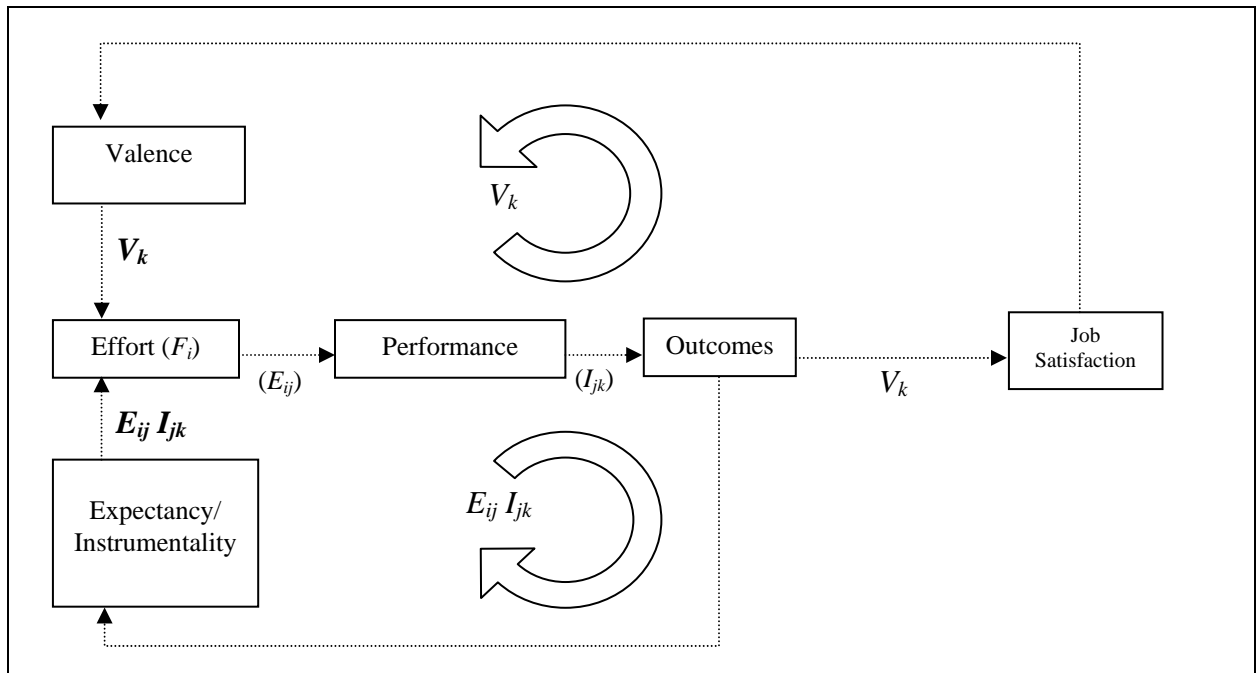 Valence
V_k
V_k
Effort (F_i)
(E_ij)
Performance
(I_jk)
Outcomes
V_k
Job
Satisfaction
E_ij I_jk
E_ij I_jk
Expectancy/
Instrumentality